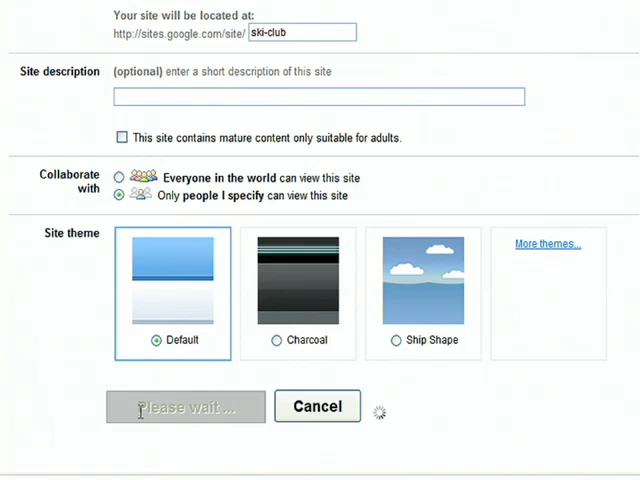 Your site will be located at:
http://sites.google.com/site/ ski-club
Site description (optional) enter a short description of this site
This site contains mature content only suitable for adults.
Collaborate with Everyone in the world can view this site
Only people I specify can view this site
Site theme
More themes...
Default Charcoal Ship Shape
Please wait ... Cancel